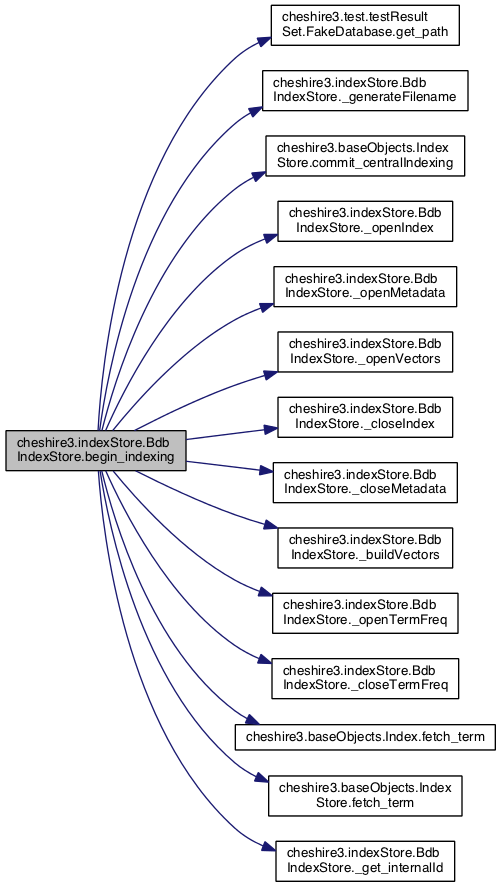 cheshire3.test.testResult
Set.FakeDatabase.get_path
cheshire3.indexStore.Bdb
IndexStore._generateFilename
cheshire3.baseObjects.Index
Store.commit_centralIndexing
cheshire3.indexStore.Bdb
IndexStore._openIndex
cheshire3.indexStore.Bdb
IndexStore._openMetadata
cheshire3.indexStore.Bdb
IndexStore._openVectors
cheshire3.indexStore.Bdb
IndexStore._closeIndex
cheshire3.indexStore.Bdb
IndexStore.begin_indexing
cheshire3.indexStore.Bdb
IndexStore._closeMetadata
cheshire3.indexStore.Bdb
IndexStore._buildVectors
cheshire3.indexStore.Bdb
IndexStore._openTermFreq
cheshire3.indexStore.Bdb
IndexStore._closeTermFreq
cheshire3.baseObjects.Index.fetch_term
cheshire3.baseObjects.Index
Store.fetch_term
cheshire3.indexStore.Bdb
IndexStore._get_internalId